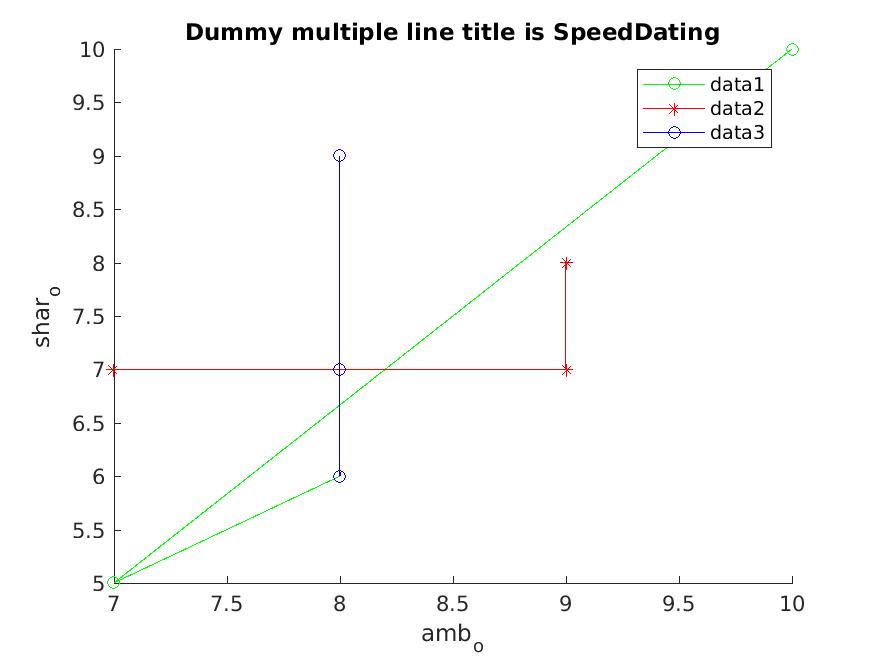 Dummy multiple line title is SpeedDating
10
9.5
9
8.5
8
7.5
7
6.5
6
5.5
5
shar_o
data1
data2
data3
7 7.5 8 8.5 9 9.5 10
amb_o